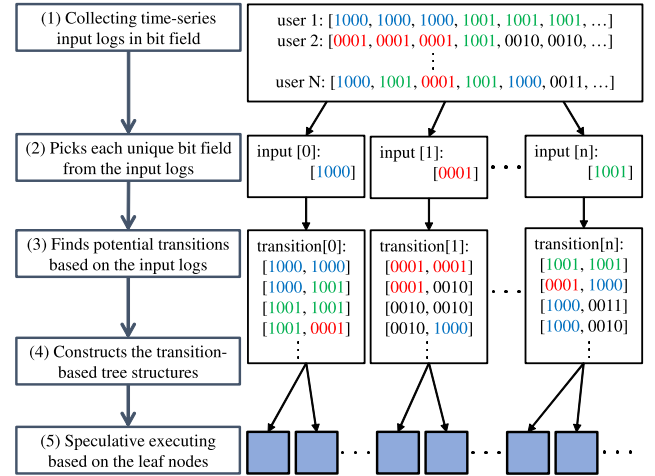 (1) Collecting time-series
input logs in bit field
user 1: [1000, 1000, 1000, 1001, 1001, 1001, …]
user 2: [0001, 0001, 0001, 1001, 0010, 0010, …]
user N: [1000, 1001, 0001, 1001, 1000, 0011, …]
(2) Picks each unique bit field
from the input logs
input [0]:
[1000]
input [1]:
[0001]
input [n]:
[1001]
(3) Finds potential transitions
based on the input logs
transition[0]:
[1000, 1000]
[1000, 1001]
[1001, 1001]
[1001, 0001]
transition[1]:
[0001, 0001]
[0001, 0010]
[0010, 0010]
[0010, 1000]
transition[n]:
[1001, 1001]
[0001, 1000]
[1000, 0011]
[1000, 0010]
(4) Constructs the transition-
based tree structures
(5) Speculative executing
based on the leaf nodes